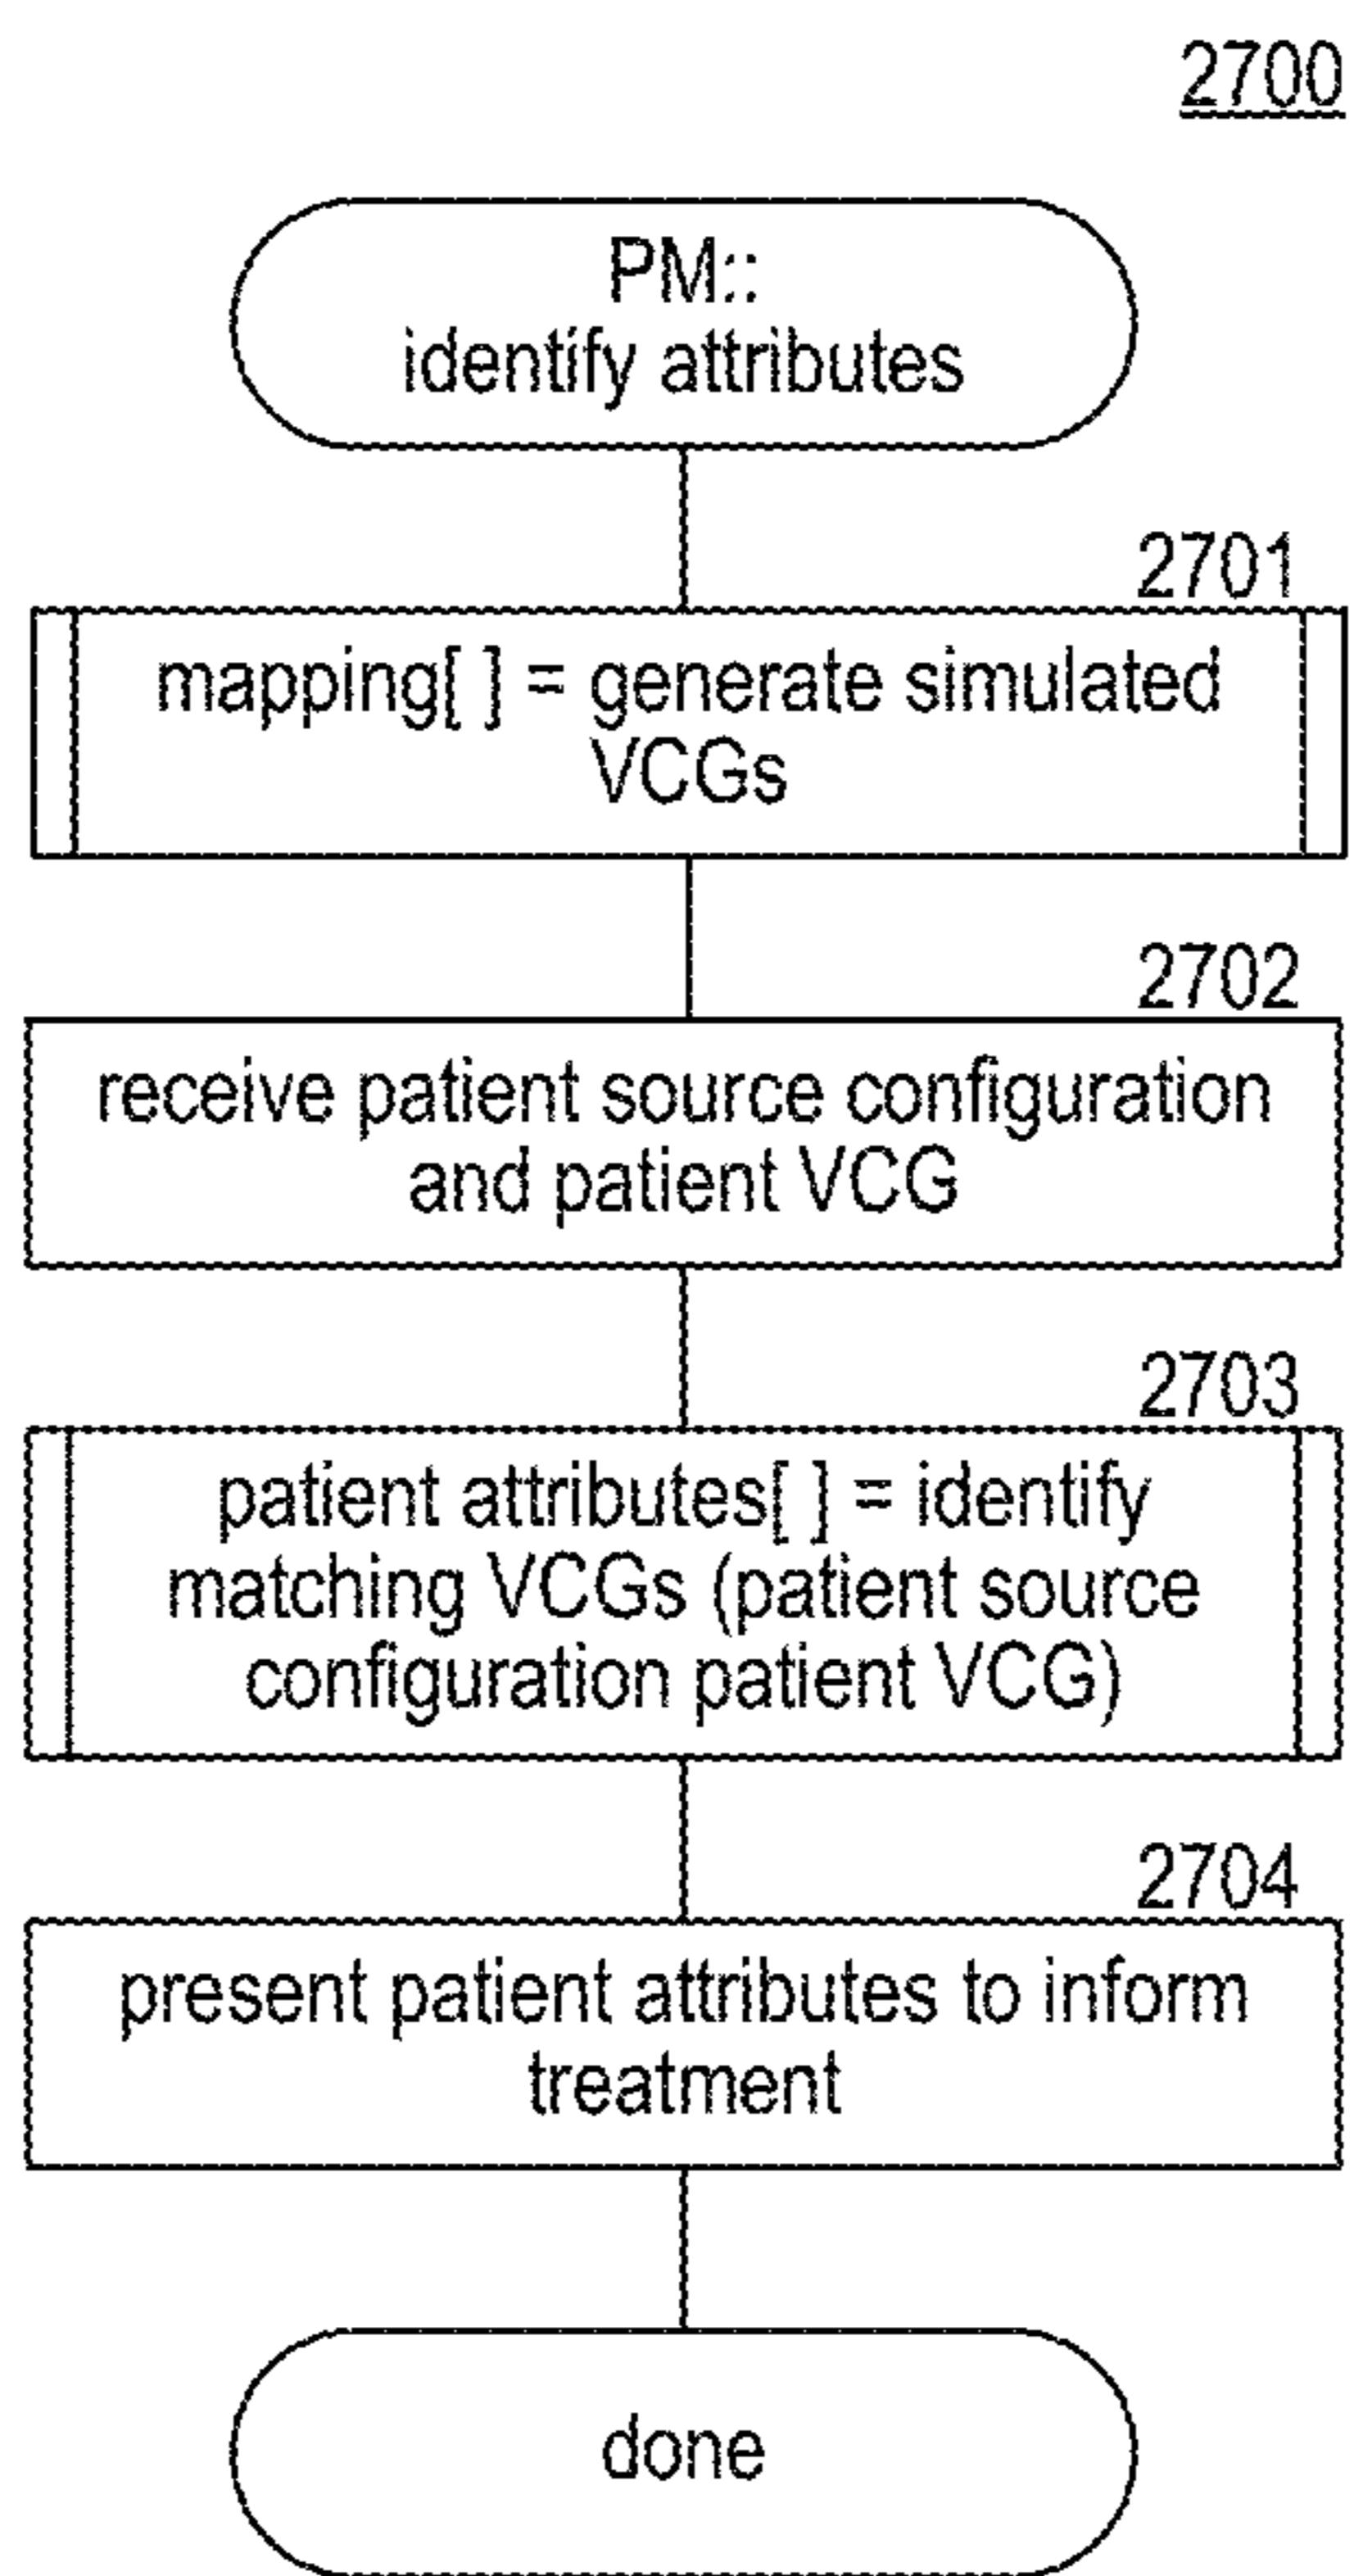 2700
PM::
identify attributes
2701
mapping[ ] = generate simulated
VCGs
2702
receive patient source configuration
and patient VCG
2703
patient attributes[ ] = identify
matching VCGs (patient source
configuration patient VCG)
2704
present patient attributes to inform
treatment
done